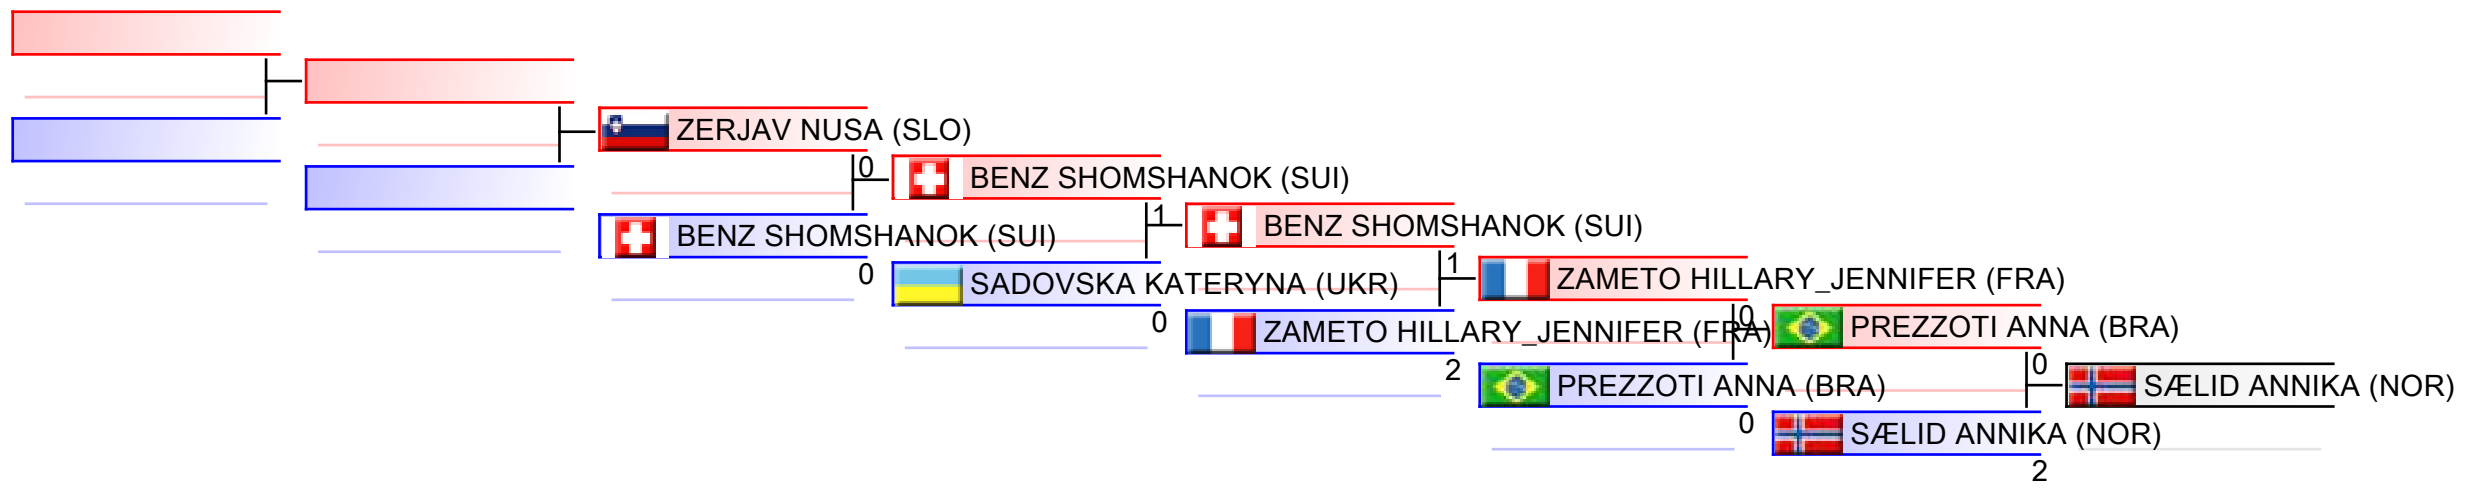 ZERJAV NUSA (SLO)
0
BENZ SHOMSHANOK (SUI)
BENZ SHOMSHANOK (SUI)
0
1
BENZ SHOMSHANOK (SUI)
SADOVSKA KATERYNA (UKR)
0
1
ZAMETO HILLARY_JENNIFER (FRA)
ZAMETO HILLARY_JENNIFER (FRA)
2
0
PREZZOTI ANNA (BRA)
PREZZOTI ANNA (BRA)
0
0
SÆLID ANNIKA (NOR)
SÆLID ANNIKA (NOR)
2